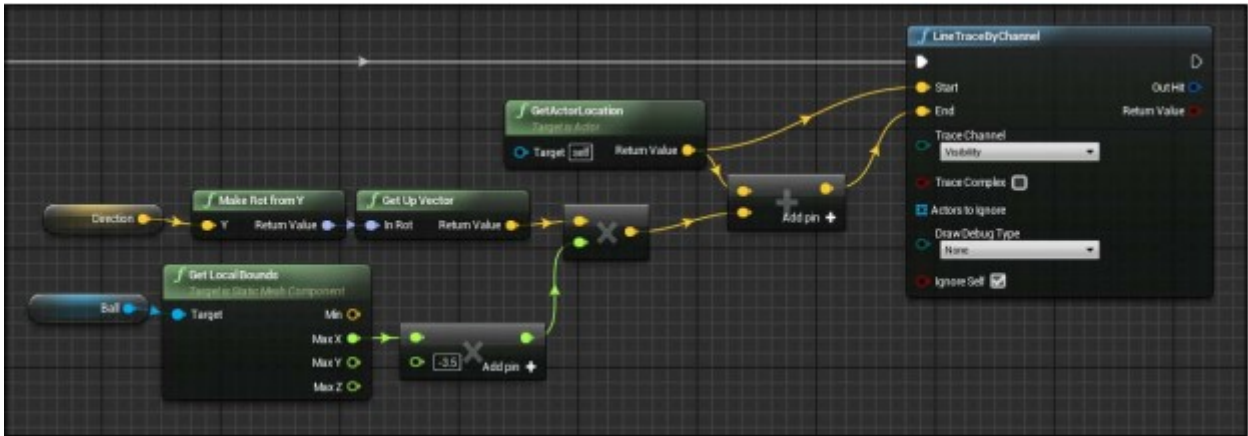 LineTraceByChannel
Start
Out Hit
End
Return Value
Trace Channel
Visibility
Trace Complex
Actors to Ignore
Draw Debug Type
None
Ignore Self
GetActorLocation
Target is Actor
Target self Return Value
Add pin +
Direction
Make Rot from Y
Y Return Value
Get Up Vector
In Rot Return Value
Ball
Get Local Bounds
Target is Static Mesh Component
Target
Min
Max X
Max Y
Max Z
-3.5
Add pin +